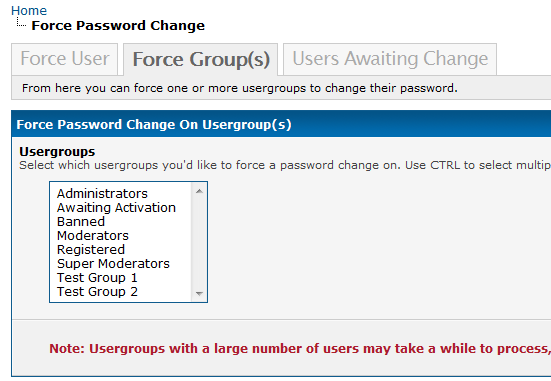 Home
Force Password Change
Force User
Force Group(s)
Users Awaiting Change
From here you can force one or more usergroups to change their password.
Force Password Change On Usergroup(s)
Usergroups
Select which usergroups you'd like to force a password change on. Use CTRL to select multip
Administrators
Awaiting Activation
Banned
Moderators
Registered
Super Moderators
Test Group 1
Test Group 2
Note: Usergroups with a large number of users may take a while to process,